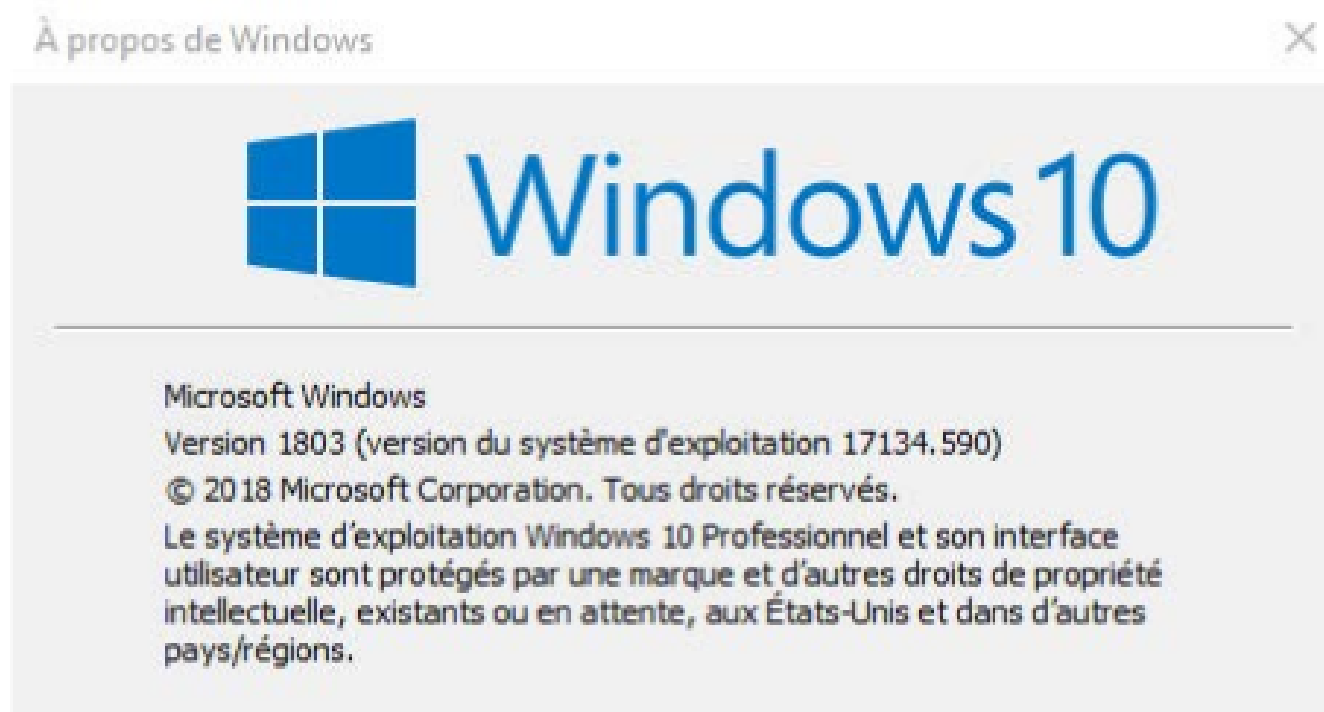 À propos de Windows
Windows 10
Microsoft Windows
Version 1803 (version du système d'exploitation 17134.590)
© 2018 Microsoft Corporation. Tous droits réservés.
Le système d’exploitation Windows 10 Professionnel et son interface
utilisateur sont protégés par une marque et d’autres droits de propriété
intellectuelle, existants ou en attente, aux États-Unis et dans d’autres
pays/régions.